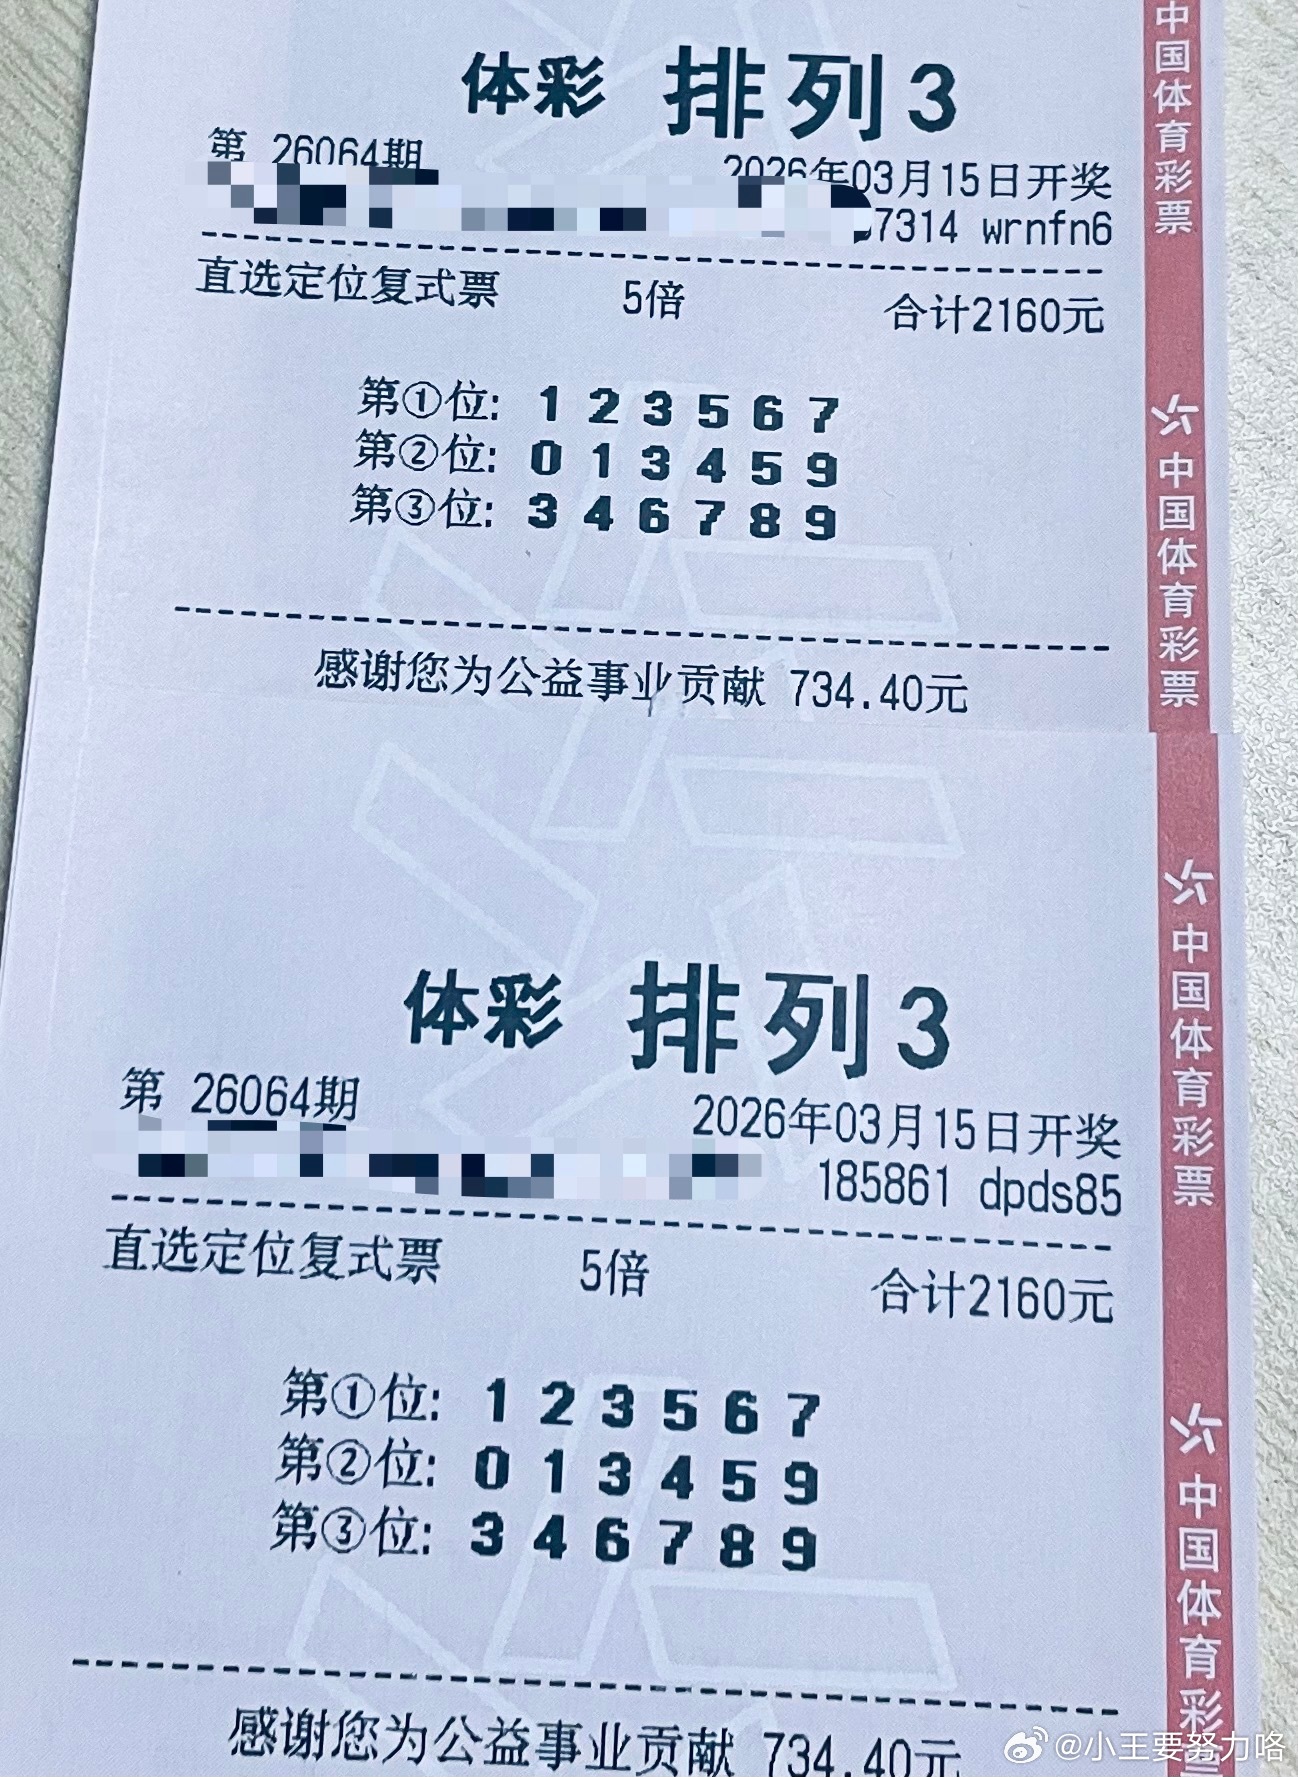 体彩 排列3
第 26064期
2026年03月15日开奖
7314 wrnfn6
直选定位复式票 5倍 合计2160元
第①位: 1 2 3 5 6 7
第②位: 0 1 3 4 5 9
第③位: 3 4 6 7 8 9
感谢您为公益事业贡献 734.40元
中国体育彩票
中国体育彩票
体彩 排列3
第 26064期
2026年03月15日开奖
185861 dpds85
直选定位复式票 5倍 合计2160元
第①位: 1 2 3 5 6 7
第②位: 0 1 3 4 5 9
第③位: 3 4 6 7 8 9
感谢您为公益事业贡献 734.40元
中国体育彩票
中国体育彩
@小王要努力咯